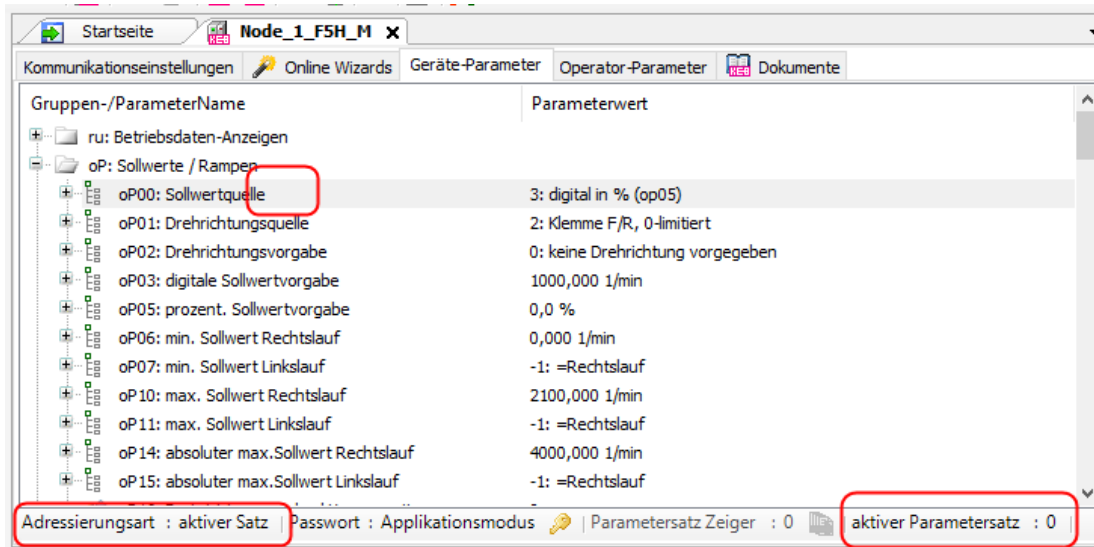 Startseite Node_1_F5H_M x
Kommunikationseinstellungen Online Wizards Geräte-Parameter Operator-Parameter KEB Dokumente
Gruppen-/ParameterName Parameterwert
ru: Betriebsdaten-Anzeigen
oP: Sollwerte / Rampen
oP00: Sollwertquelle 3: digital in % (op05)
oP01: Drehrichtungsquelle 2: Klemme F/R, 0-limitiert
oP02: Drehrichtungsvorgabe 0: keine Drehrichtung vorgegeben
oP03: digitale Sollwertvorgabe 1000,000 1/min
oP05: prozent. Sollwertvorgabe 0,0 %
oP06: min. Sollwert Rechtslauf 0,000 1/min
oP07: min. Sollwert Linkslauf -1: =Rechtslauf
oP10: max. Sollwert Rechtslauf 2100,000 1/min
oP11: max. Sollwert Linkslauf -1: =Rechtslauf
oP14: absoluter max.Sollwert Rechtslauf 4000,000 1/min
oP15: absoluter max.Sollwert Linkslauf -1: =Rechtslauf
Adressierungsart : aktiver Satz | Passwort : Applikationsmodus | Parametersatz Zeiger : 0 | aktiver Parametersatz : 0 |